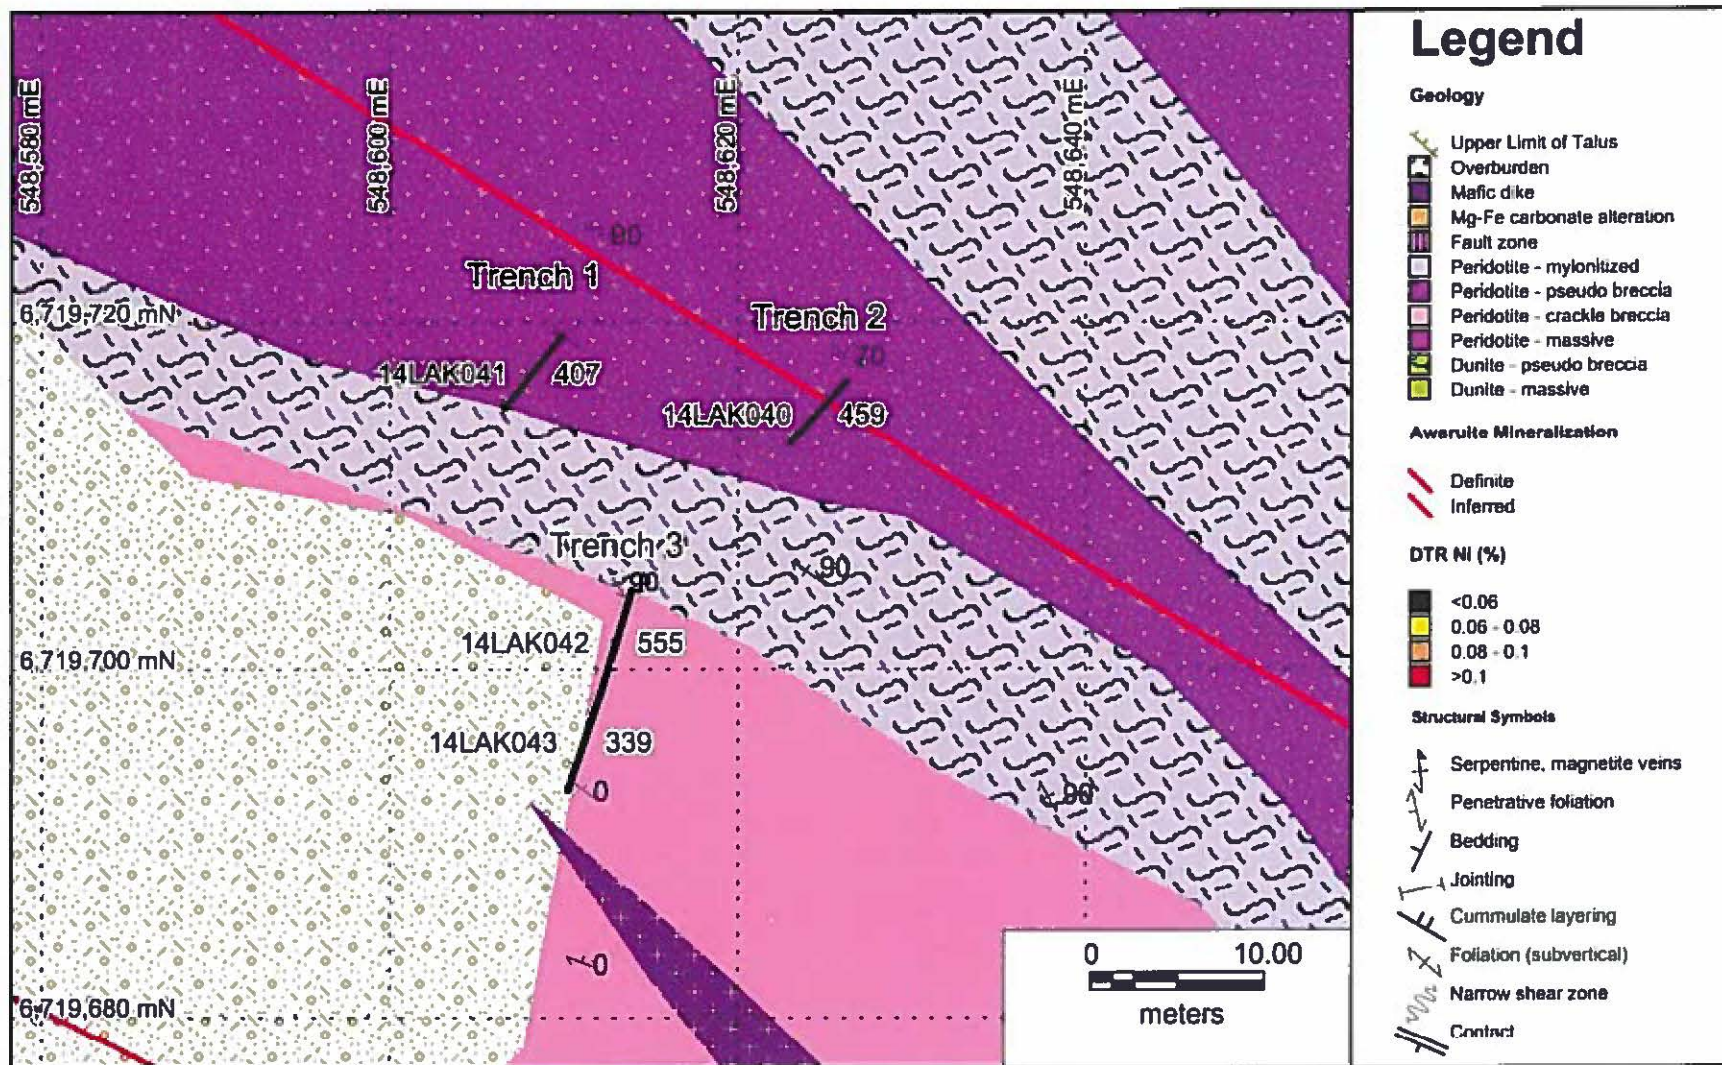 548,580 mE
548,600 mE
548,620 mE
548,640 mE
90
Trench 1
6,719,720 mN
Trench 2
70
14LAK041 407
14LAK040 459
Trench 3
90
90
14LAK042 555
6,719,700 mN
14LAK043 339
0
90
0
6,719,680 mN
0 10.00
meters
Legend
Geology
Upper Limit of Talus
Overburden
Mafic dike
Mg-Fe carbonate alteration
Fault zone
Peridotite - mylonitized
Peridotite - pseudo breccia
Peridotite - crackle breccia
Peridotite - massive
Dunite - pseudo breccia
Dunite - massive
Awaruite Mineralization
Definite
Inferred
DTR Ni (%)
<0.06
0.06 - 0.08
0.08 - 0.1
>0.1
Structural Symbols
Serpentine, magnetite veins
Penetrative foliation
Bedding
Jointing
Cummulate layering
Foliation (subvertical)
Narrow shear zone
Contact